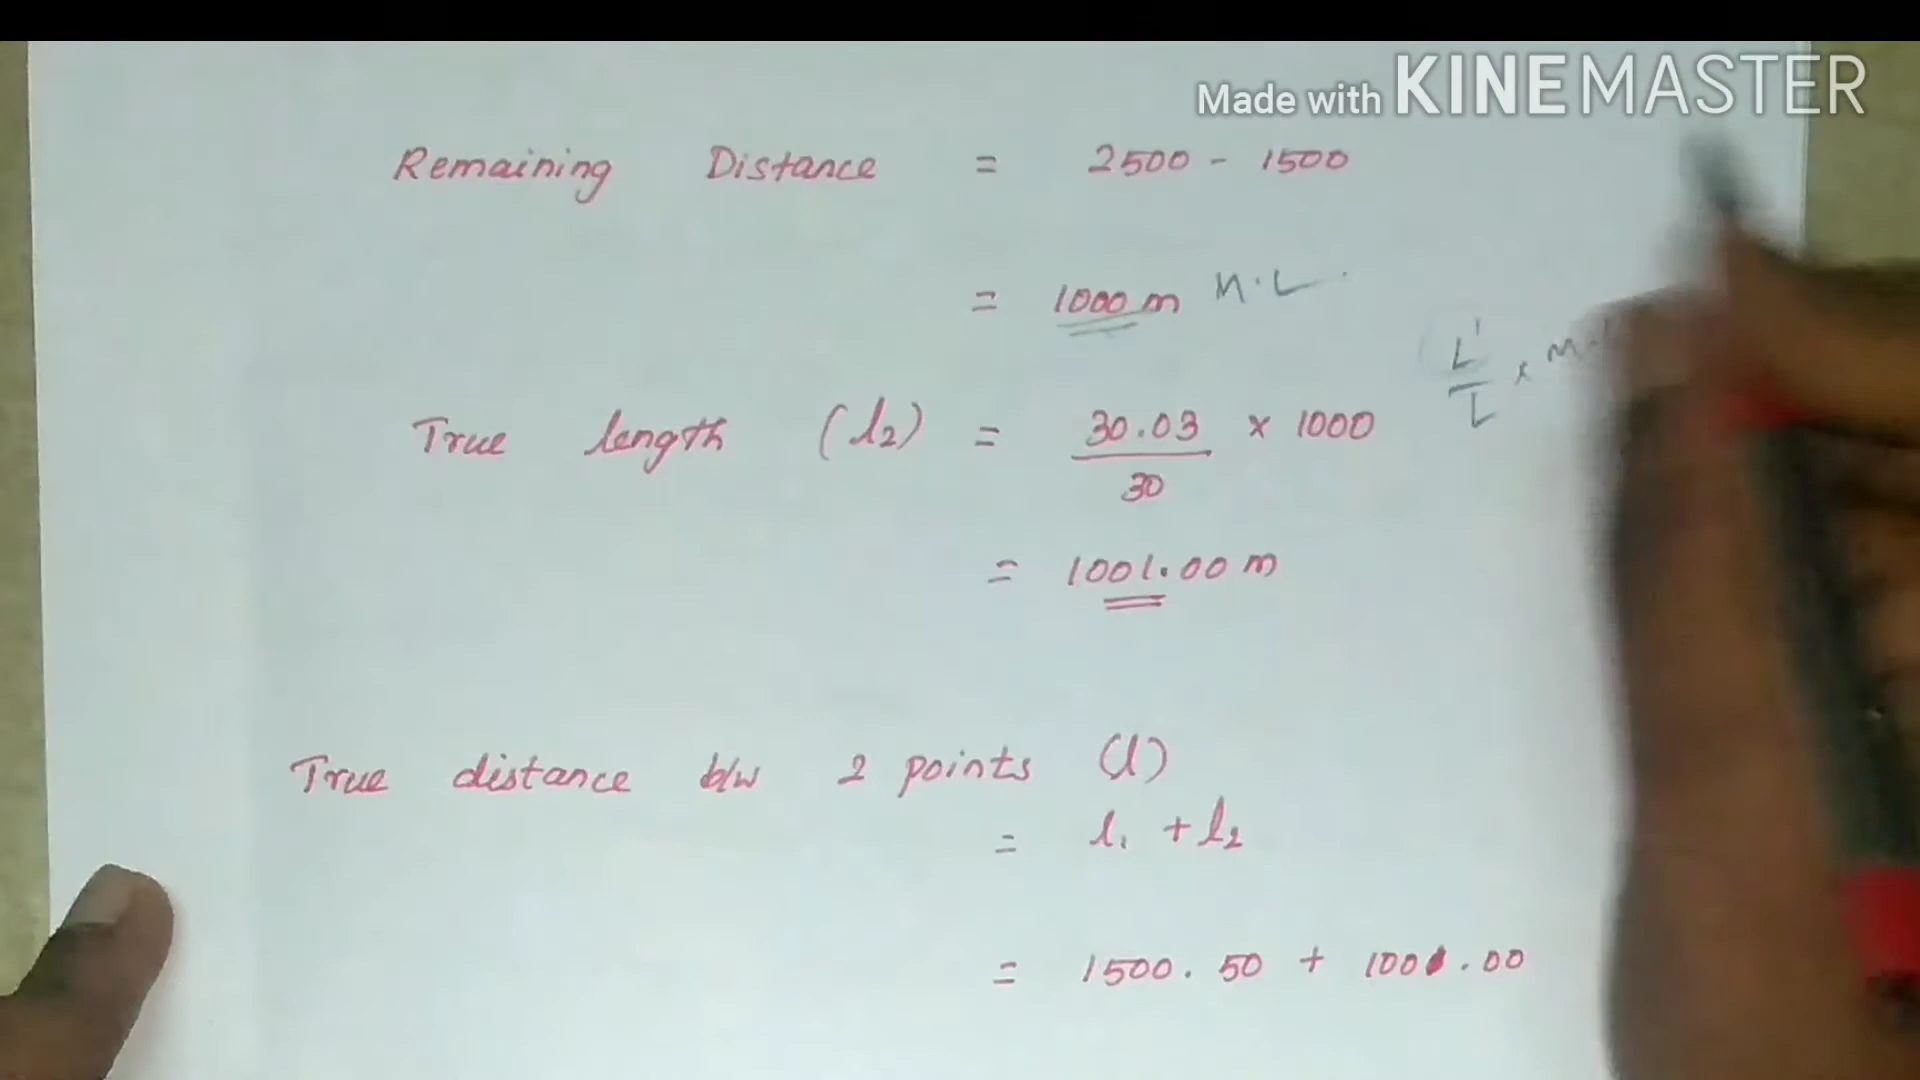 Made with KINEMASTER
Remaining Distance = 2500 - 1500
= 1000 m M.L
True length (l2) = 30.03 / 30 x 1000
L' / L x M.
= 1001.00 m
True distance b/w 2 points (l)
= l1 + l2
= 1500.50 + 1001.00